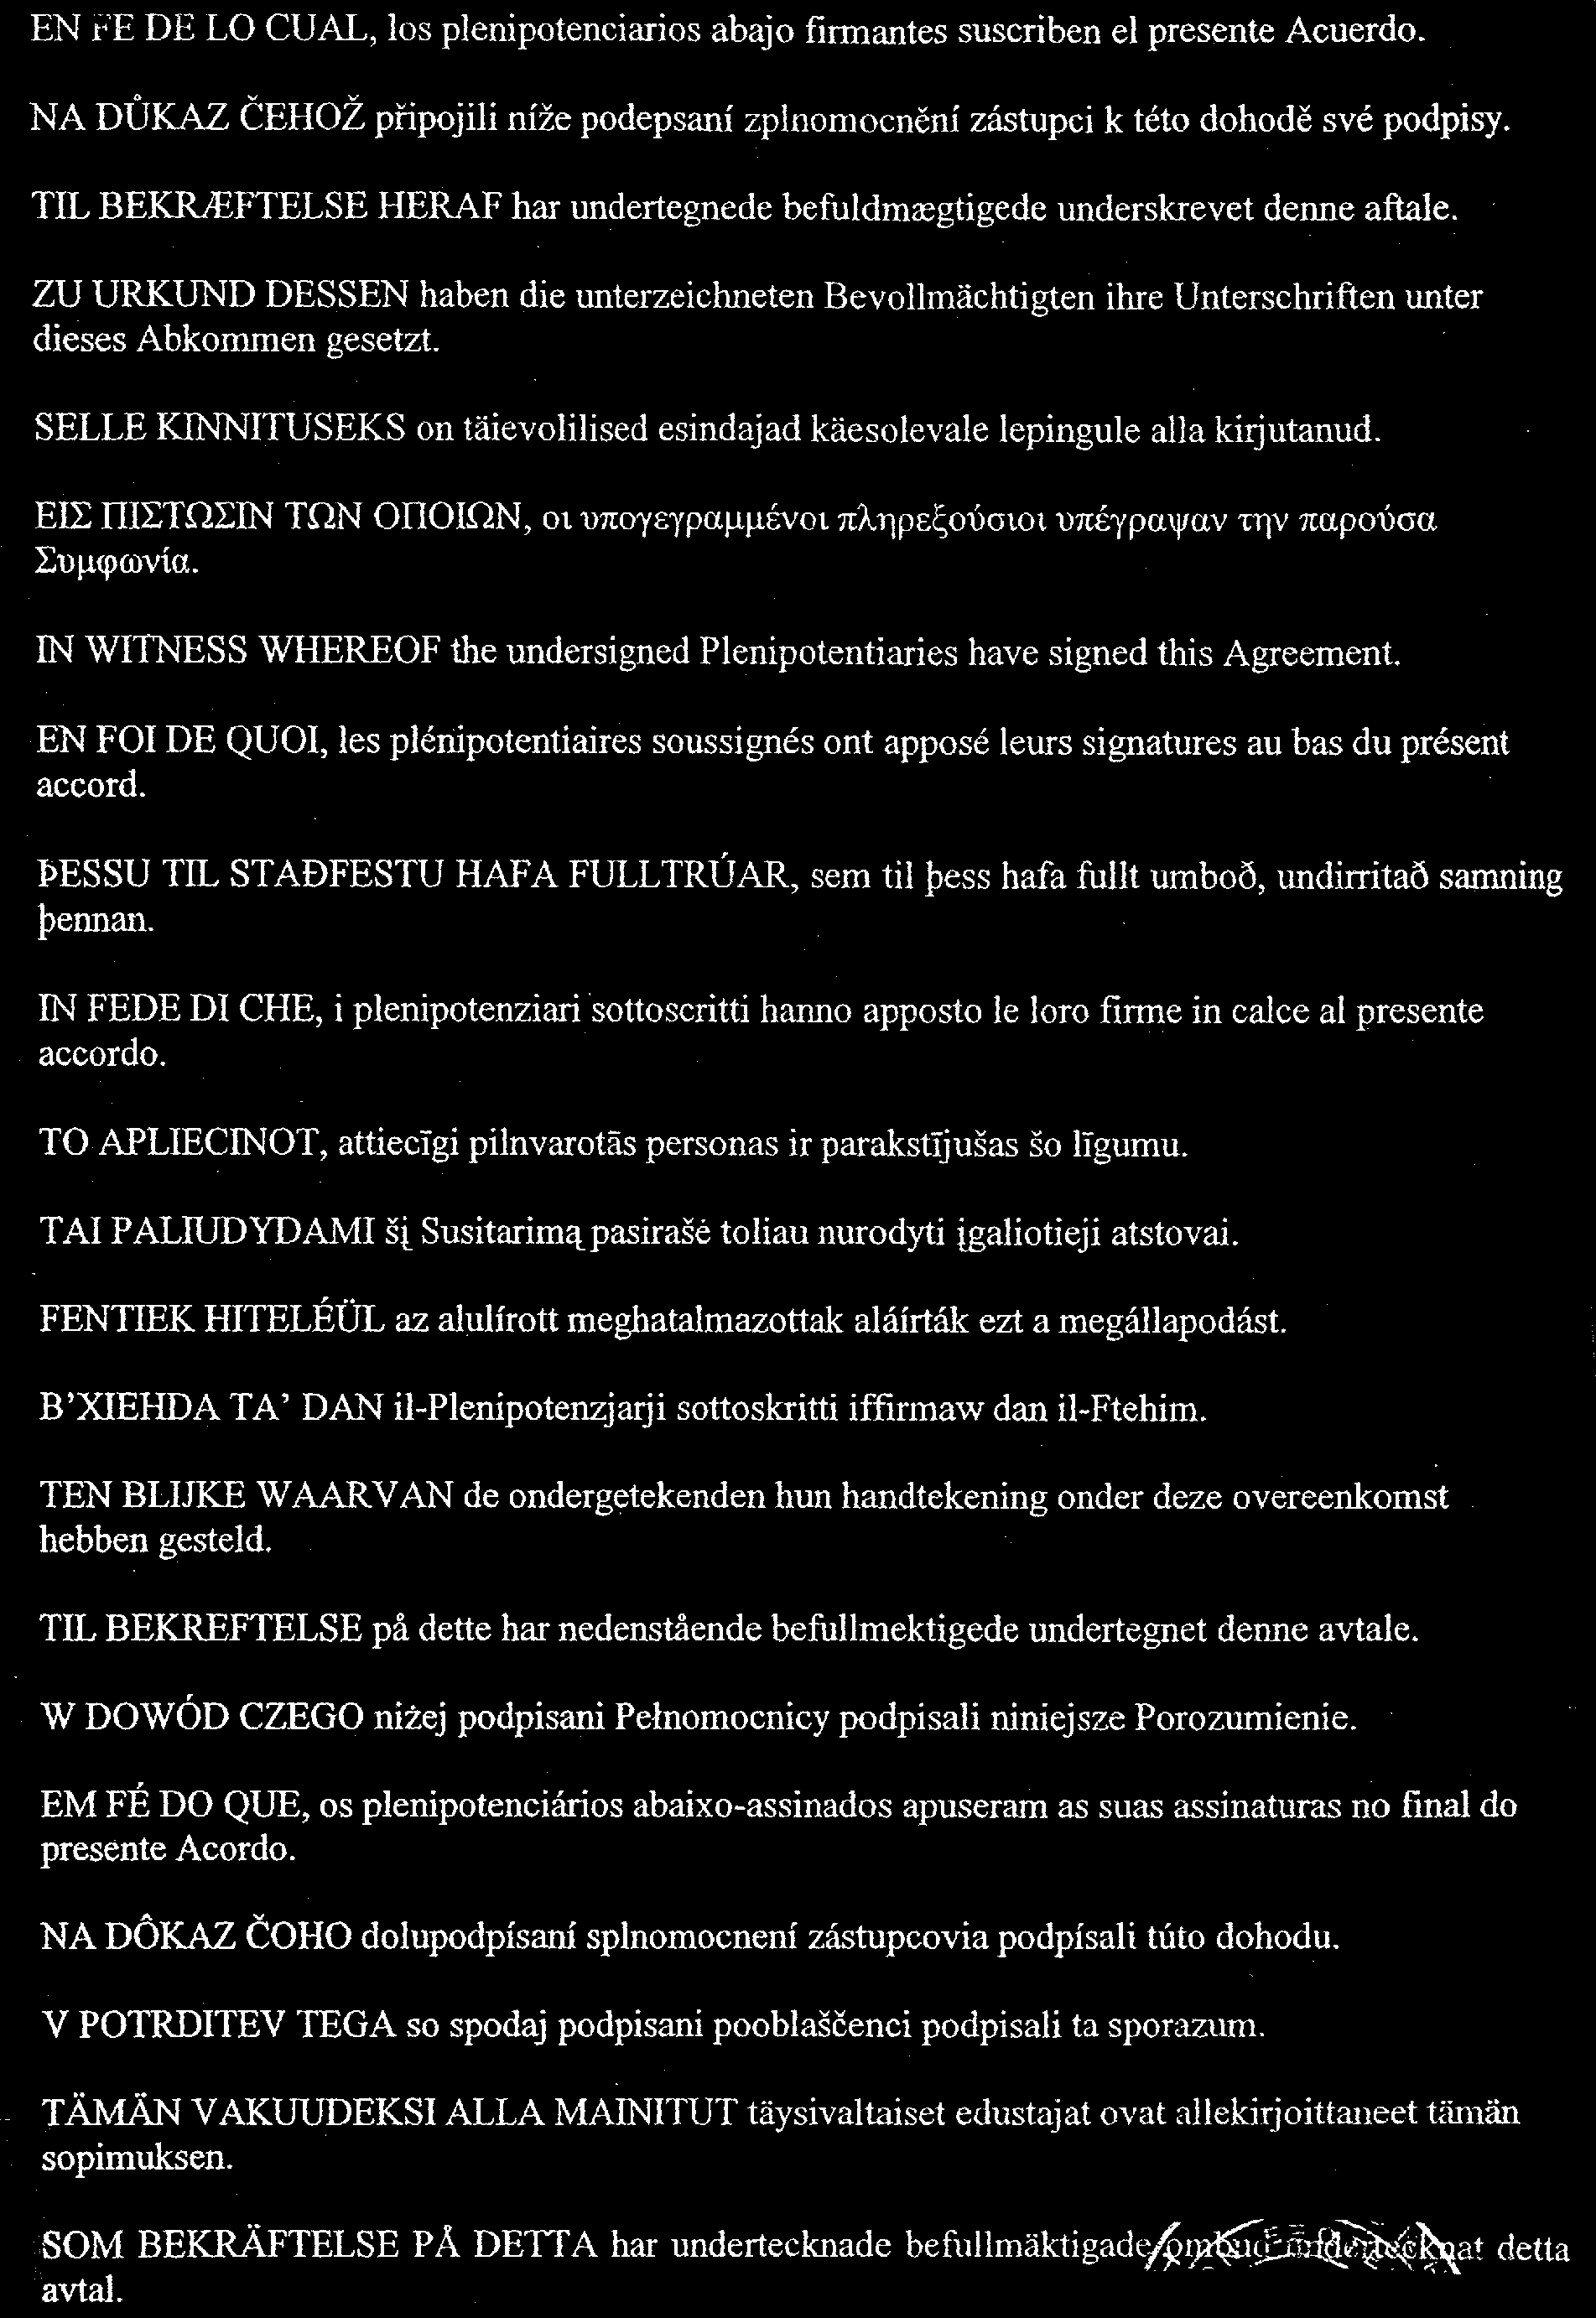 EN FE DE LO CUAL, los plenipotenciarios abajo firmantes suscriben el presente Acuerdo.
NA DŮKAZ ČEHOŽ připojili níže podepsaní zplnomocnění zástupci k této dohodě své podpisy.
TIL BEKRÆFTELSE HERAF har undertegnede befuldmægtigede underskrevet denne aftale.
ZU URKUND DESSEN haben die unterzeichneten Bevollmächtigten ihre Unterschriften unter
dieses Abkommen gesetzt.
SELLE KINNITUSEKS on täievolilised esindajad käesolevale lepingule alla kirjutanud.
ΕΙΣ ΠΙΣΤΩΣΙΝ ΤΩΝ ΟΠΟΙΩΝ, οι υπογεγραμμένοι πληρεξούσιοι υπέγραψαν την παρούσα
Συμφωνία.
IN WITNESS WHEREOF the undersigned Plenipotentiaries have signed this Agreement.
EN FOI DE QUOI, les plénipotentiaires soussignés ont apposé leurs signatures au bas du présent
accord.
ÞESSU TIL STAÐFESTU HAFA FULLTRÚAR, sem til þess hafa fullt umboð, undirritað samning
þennan.
IN FEDE DI CHE, i plenipotenziari sottoscritti hanno apposto le loro firme in calce al presente
accordo.
TO APLIECINOT, attiecīgi pilnvarotās personas ir parakstījušas šo līgumu.
TAI PALIUDYDAMI šį Susitarimą pasirašė toliau nurodyti įgaliotieji atstovai.
FENTIEK HITELÉÜL az alulírott meghatalmazottak aláírták ezt a megállapodást.
B’XIEHDA TA’ DAN il-Plenipotenzjarji sottoskritti iffirmaw dan il-Ftehim.
TEN BLIJKE WAARVAN de ondergetekenden hun handtekening onder deze overeenkomst
hebben gesteld.
TIL BEKREFTELSE på dette har nedenstående befullmektigede undertegnet denne avtale.
W DOWÓD CZEGO niżej podpisani Pełnomocnicy podpisali niniejsze Porozumienie.
EM FÉ DO QUE, os plenipotenciários abaixo-assinados apuseram as suas assinaturas no final do
presente Acordo.
NA DÔKAZ ČOHO dolupodpísaní splnomocnení zástupcovia podpísali túto dohodu.
V POTRDITEV TEGA so spodaj podpisani pooblaščenci podpisali ta sporazum.
TÄMÄN VAKUUDEKSI ALLA MAINITUT täysivaltaiset edustajat ovat allekirjoittaneet tämän
sopimuksen.
SOM BEKRÄFTELSE PÅ DETTA har undertecknade befullmäktigade detta
avtal.